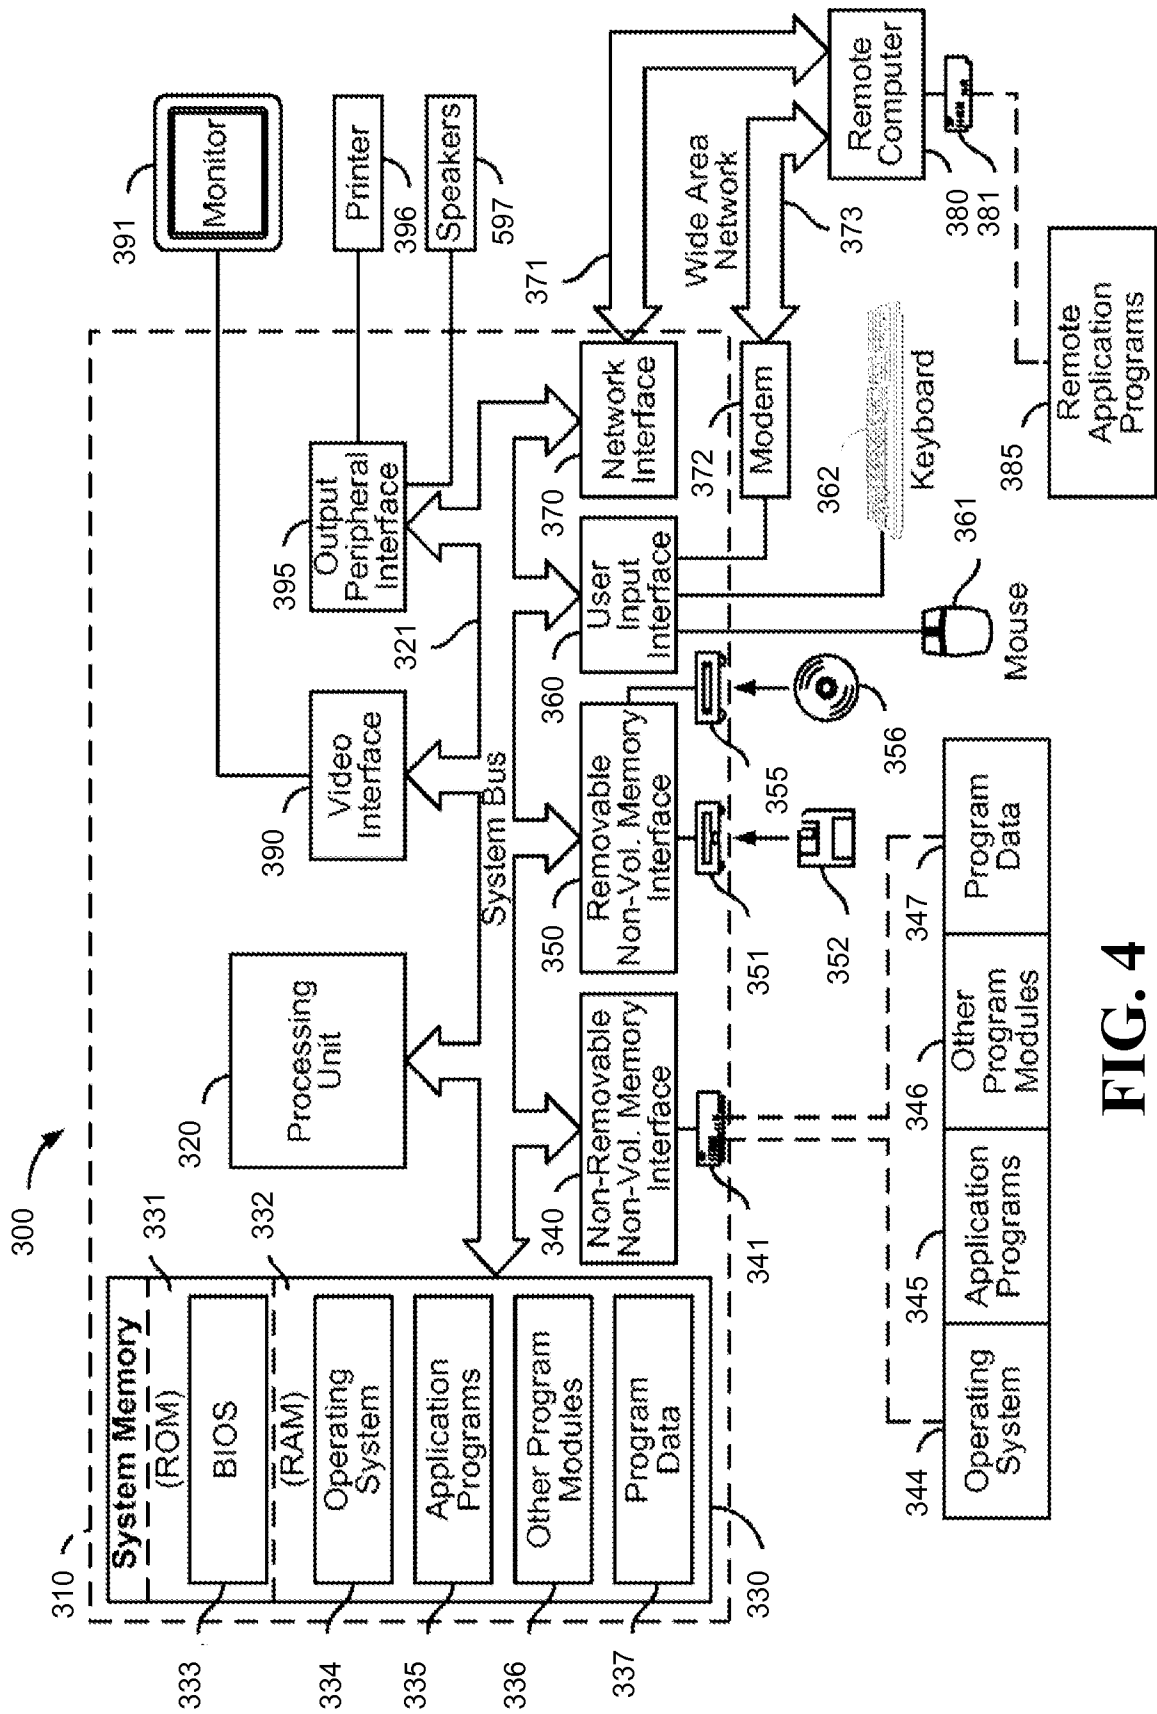 300
310
System Memory
(ROM)
331
BIOS
333
(RAM)
332
Operating
System
334
Application
Programs
335
Other Program
Modules
336
Program
Data
337
330
320
Processing
Unit
390
Video
Interface
391
Monitor
395
Output
Peripheral
Interface
Printer
396
Speakers
597
321
System Bus
340
Non-Removable
Non-Vol. Memory
Interface
350
Removable
Non-Vol. Memory
Interface
360
User
Input
Interface
370
Network
Interface
371
372
Modem
Wide Area
Network
373
Remote
Computer
380
381
341
351
352
355
356
Mouse
361
362
Keyboard
385
Remote
Application
Programs
344
Operating
System
345
Application
Programs
346
Other
Program
Modules
347
Program
Data
FIG. 4